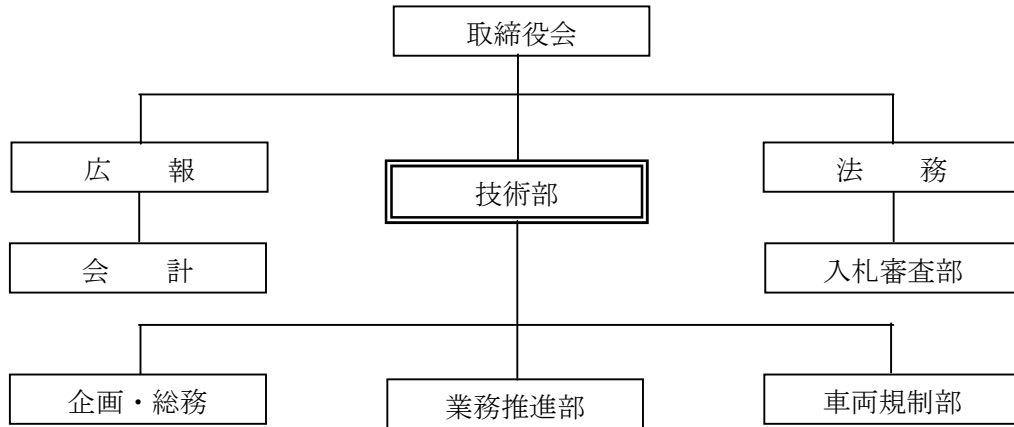 取締役会
広　　報
技術部
法　　務
会　　計
入札審査部
企画・総務
業務推進部
車両規制部